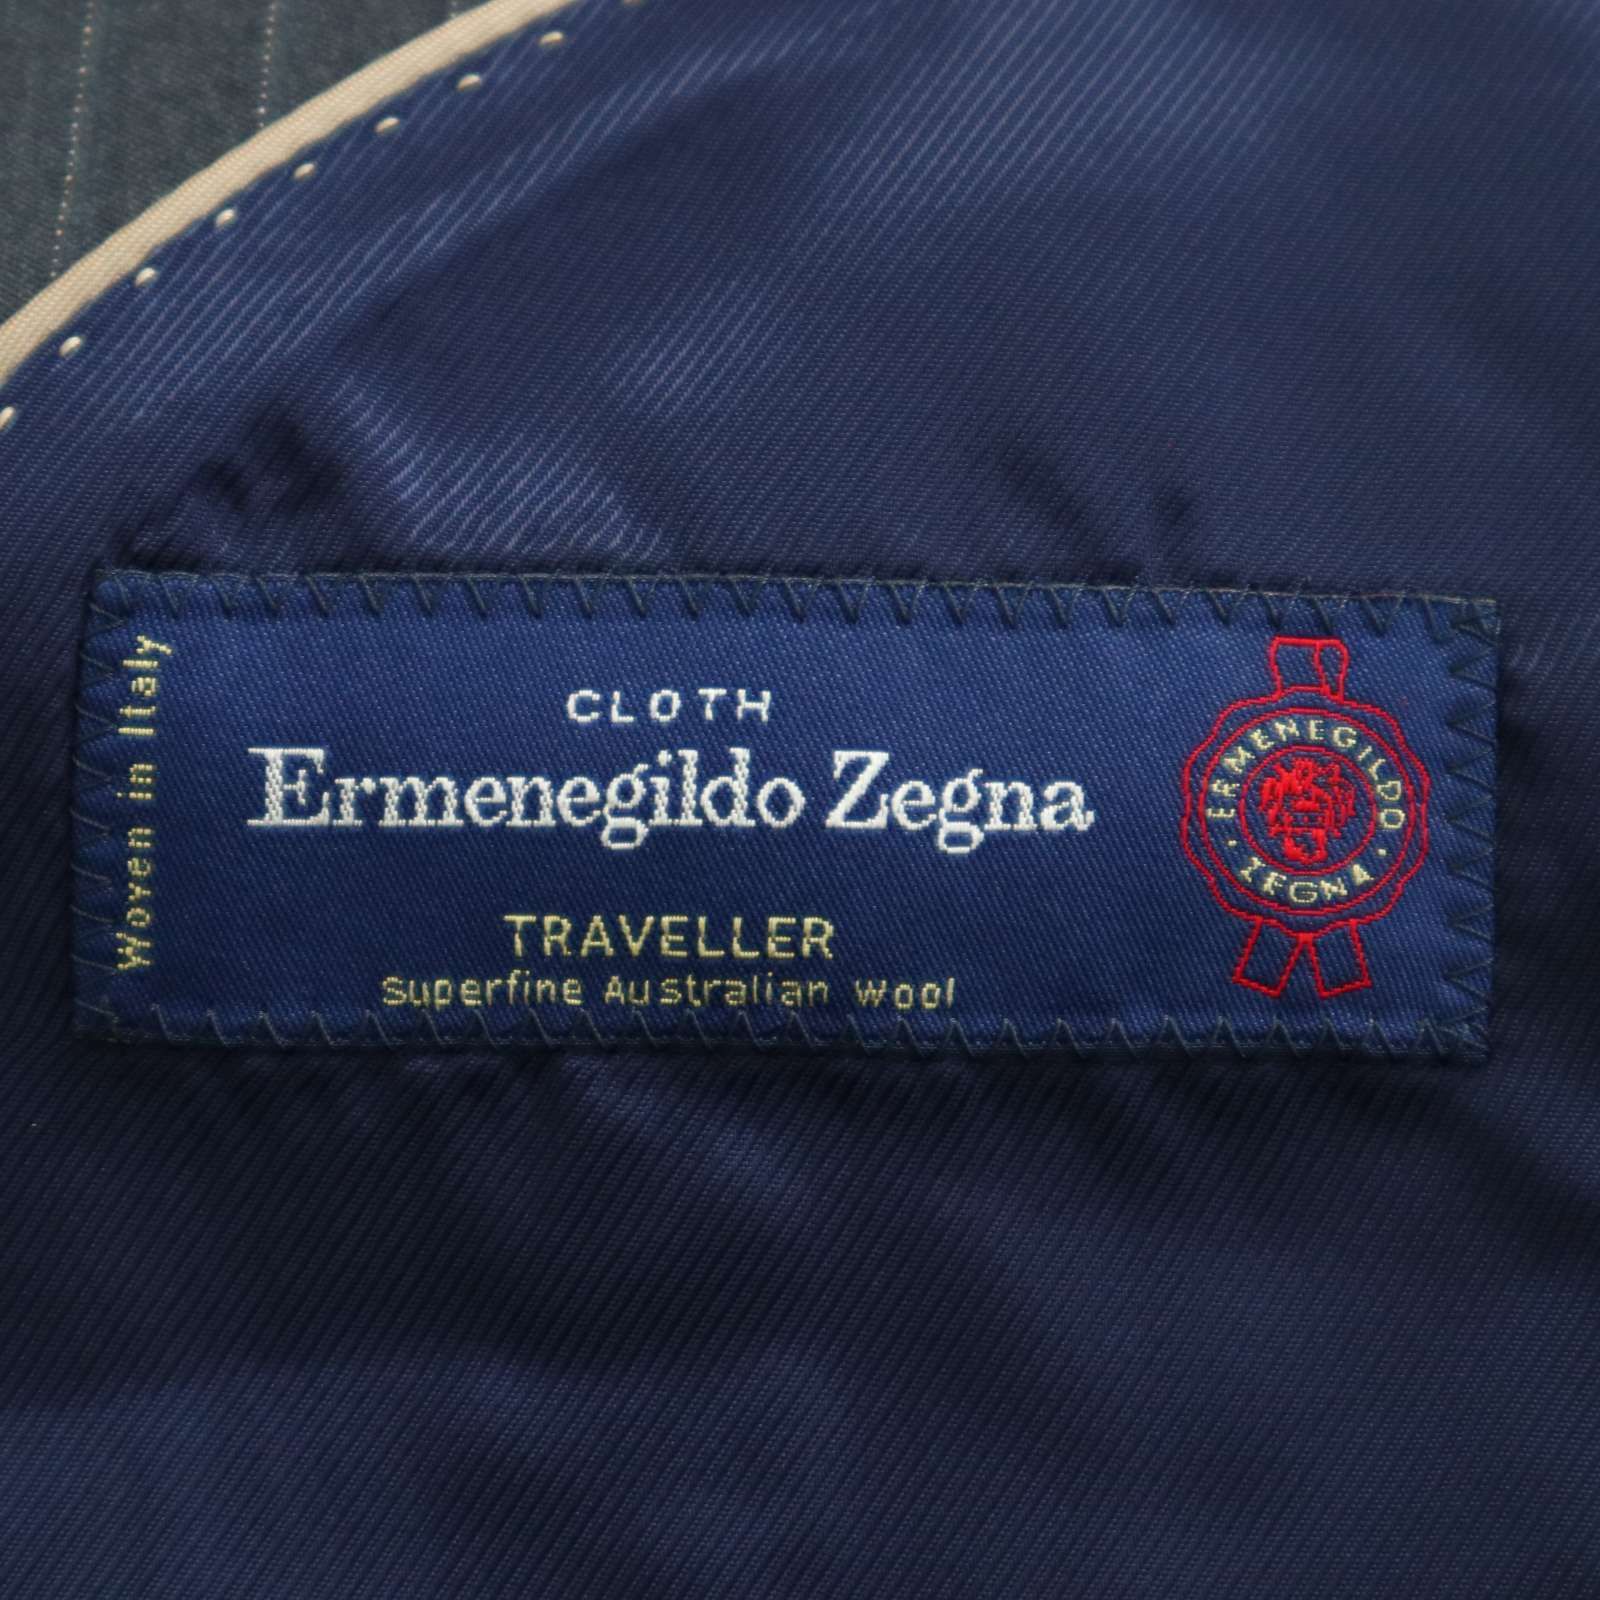 Woven in Italy
CLOTH
Ermenegildo Zegna
TRAVELLER
Superfine Australian Wool
ERMENEGILDO
· ZEGNA ·